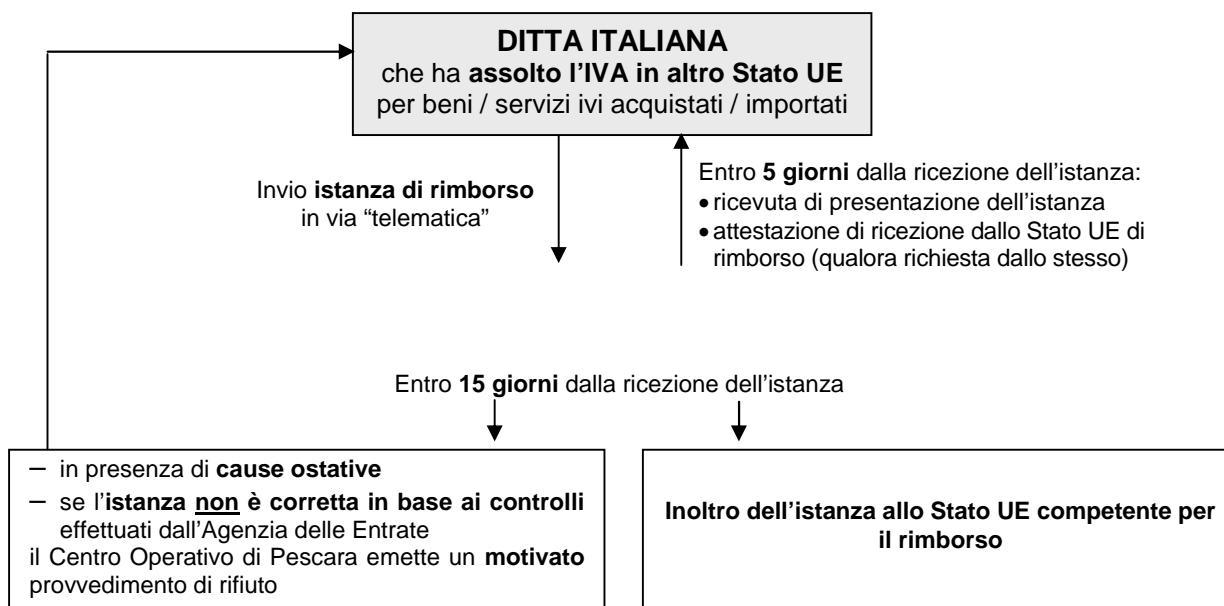 DITTA ITALIANA
che ha assolto l’IVA in altro Stato UE
per beni / servizi ivi acquistati / importati
Invio istanza di rimborso
in via “telematica”
Entro 5 giorni dalla ricezione dell’istanza:
• ricevuta di presentazione dell’istanza
• attestazione di ricezione dallo Stato UE di
rimborso (qualora richiesta dallo stesso)
Entro 15 giorni dalla ricezione dell’istanza
– in presenza di cause ostative
– se l’istanza non è corretta in base ai controlli
effettuati dall’Agenzia delle Entrate
il Centro Operativo di Pescara emette un motivato
provvedimento di rifiuto
Inoltro dell’istanza allo Stato UE competente per
il rimborso